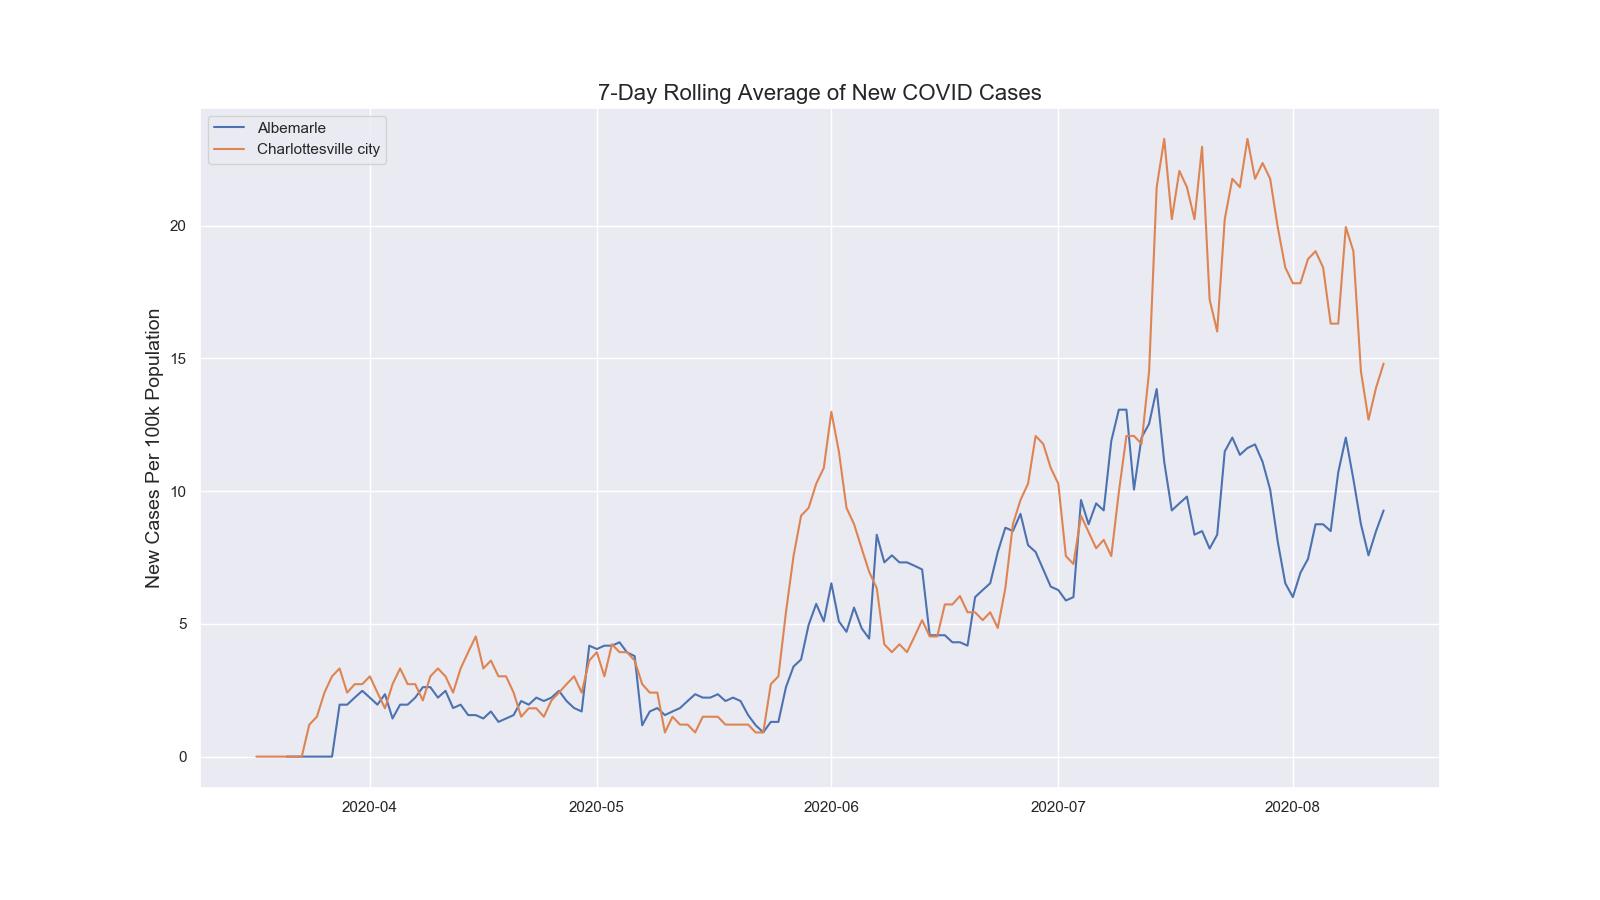 7-Day Rolling Average of New COVID Cases
Albemarle
Charlottesville city
New Cases Per 100k Population
20
15
10
5
0
2020-04
2020-05
2020-06
2020-07
2020-08